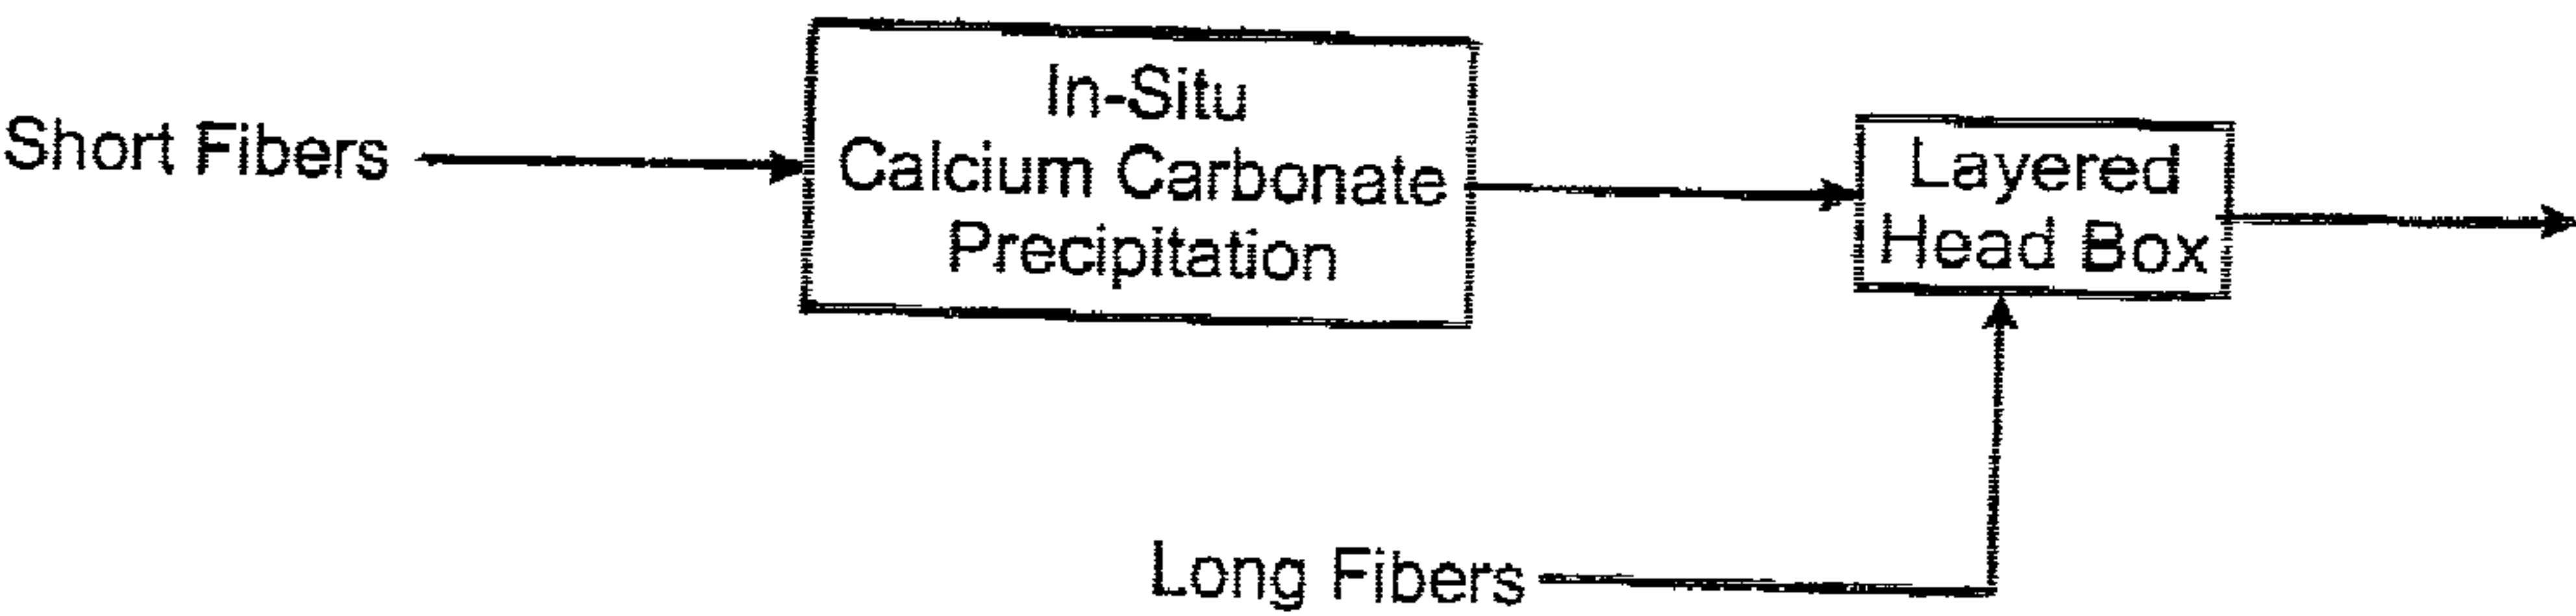 Short Fibers
In-Situ
Calcium Carbonate
Precipitation
Layered
Head Box
Long Fibers